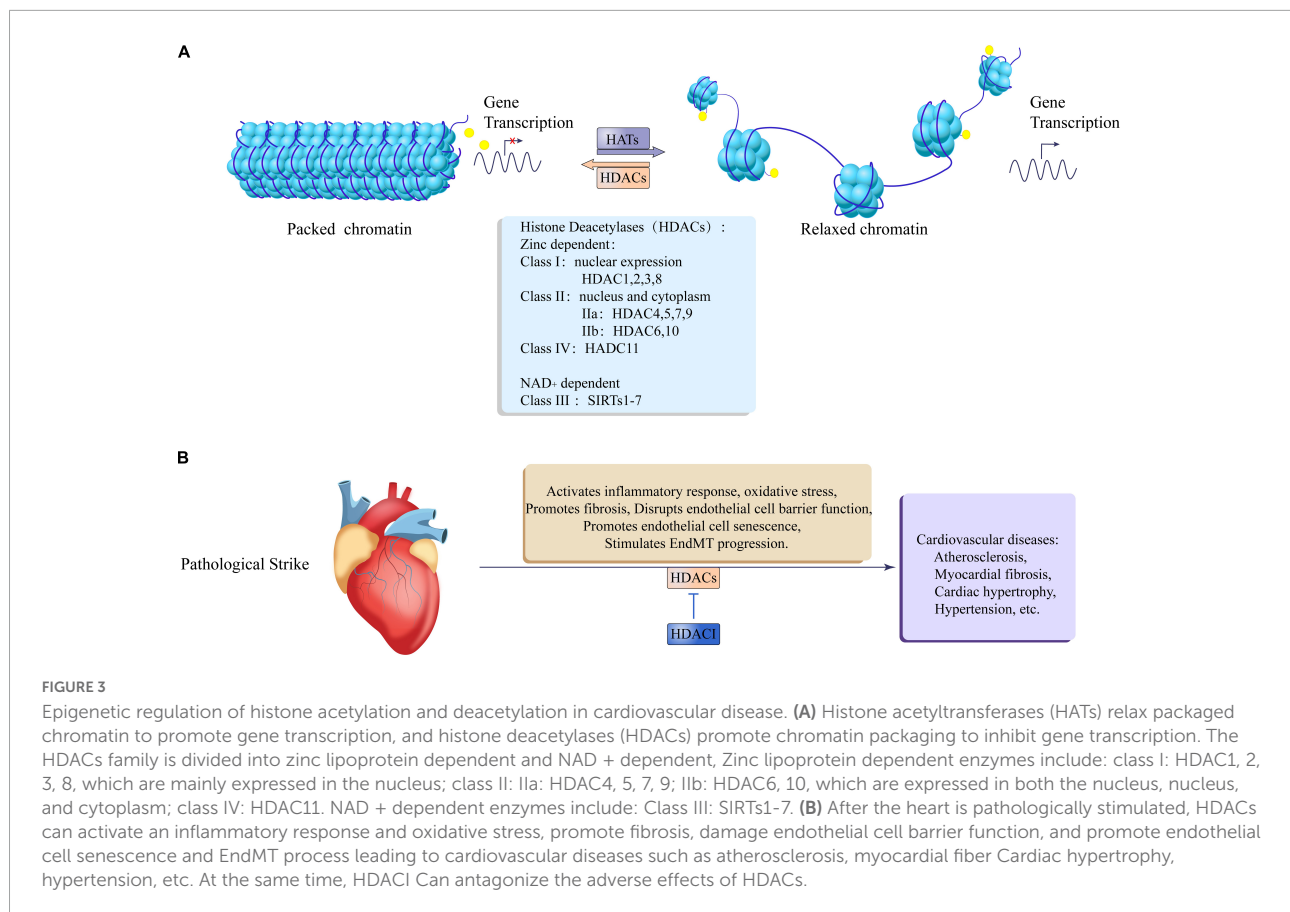 A
Gene
Transcription
HATs
HDACs
Gene
Transcription
Packed chromatin
Relaxed chromatin
Histone Deacetylases（HDACs）:
Zinc dependent:
Class I: nuclear expression
HDAC1,2,3,8
Class II: nucleus and cytoplasm
IIa: HDAC4,5,7,9
IIb: HDAC6,10
Class IV: HADC11
NAD+ dependent
Class III : SIRTs1-7
B
Pathological Strike
Activates inflammatory response, oxidative stress,
Promotes fibrosis, Disrupts endothelial cell barrier function,
Promotes endothelial cell senescence,
Stimulates EndMT progression.
HDACs
HDACI
Cardiovascular diseases:
Atherosclerosis,
Myocardial fibrosis,
Cardiac hypertrophy,
Hypertension, etc.
FIGURE 3
Epigenetic regulation of histone acetylation and deacetylation in cardiovascular disease. (A) Histone acetyltransferases (HATs) relax packaged
chromatin to promote gene transcription, and histone deacetylases (HDACs) promote chromatin packaging to inhibit gene transcription. The
HDACs family is divided into zinc lipoprotein dependent and NAD + dependent, Zinc lipoprotein dependent enzymes include: class I: HDAC1, 2,
3, 8, which are mainly expressed in the nucleus; class II: IIa: HDAC4, 5, 7, 9; IIb: HDAC6, 10, which are expressed in both the nucleus, nucleus,
and cytoplasm; class IV: HDAC11. NAD + dependent enzymes include: Class III: SIRTs1-7. (B) After the heart is pathologically stimulated, HDACs
can activate an inflammatory response and oxidative stress, promote fibrosis, damage endothelial cell barrier function, and promote endothelial
cell senescence and EndMT process leading to cardiovascular diseases such as atherosclerosis, myocardial fiber Cardiac hypertrophy,
hypertension, etc. At the same time, HDACI Can antagonize the adverse effects of HDACs.